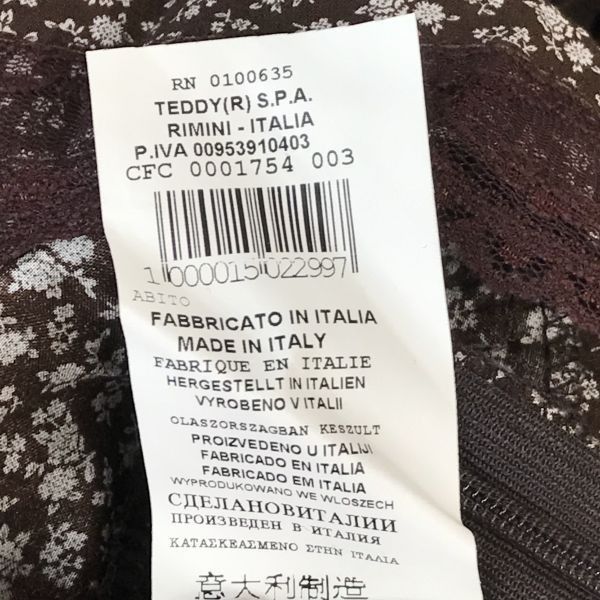 RN 0100635
TEDDY(R) S.P.A.
RIMINI - ITALIA
P.IVA 00953910403
CFC 0001754 003
1 000015 022997
ABITO
FABBRICATO IN ITALIA
MADE IN ITALY
FABRIQUE EN ITALIE
HERGESTELLT IN ITALIEN
VYROBENO V ITALII
OLASZORSZAGBAN KESZULT
PROIZVEDENO U ITALIJI
FABRICADO EN ITALIA
FABRICADO EM ITALIA
WYPRODUKOWANO WE WLOSZECH
СДЕЛАНОВИТАЛИИ
ПРОИЗВЕДЕН В ИТАЛИЯ
ΚΑΤΑΣΚΕΑΣΜΕΝΟ ΣΤΗΝ ΙΤΑΛΙΑ
意大利制造